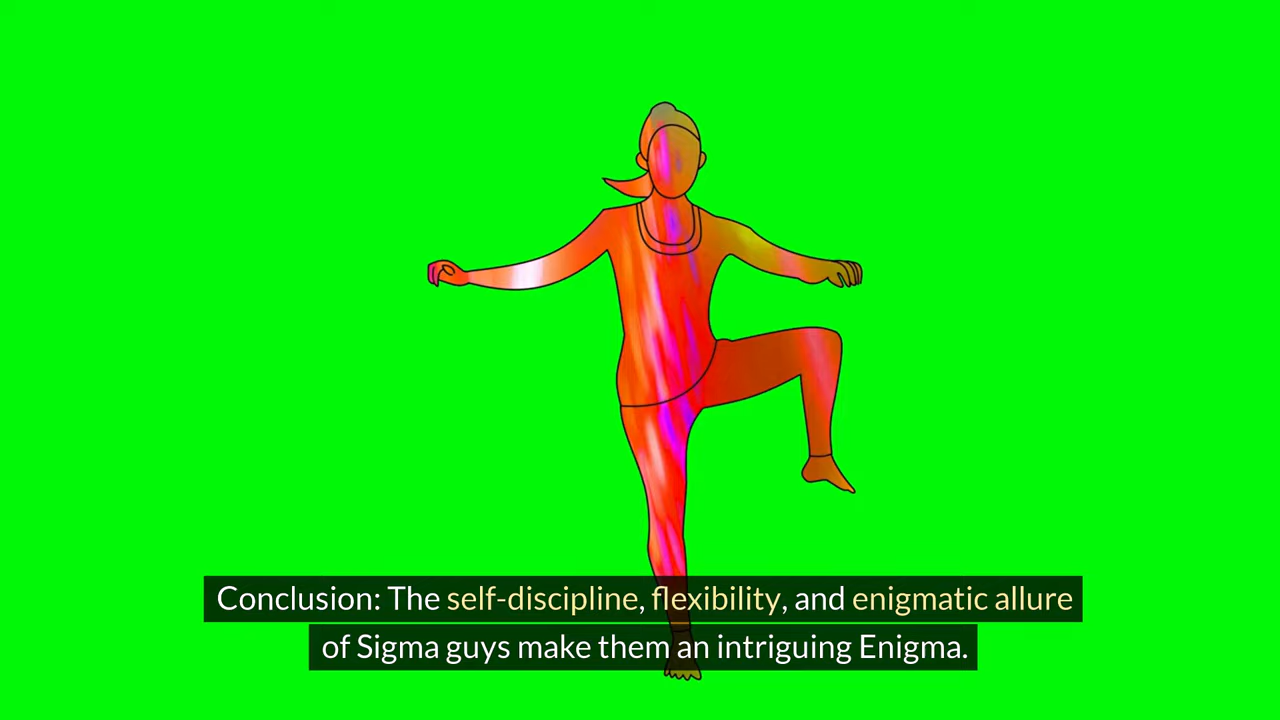 Conclusion: The self-discipline, flexibility, and enigmatic allure
of Sigma guys make them an intriguing Enigma.